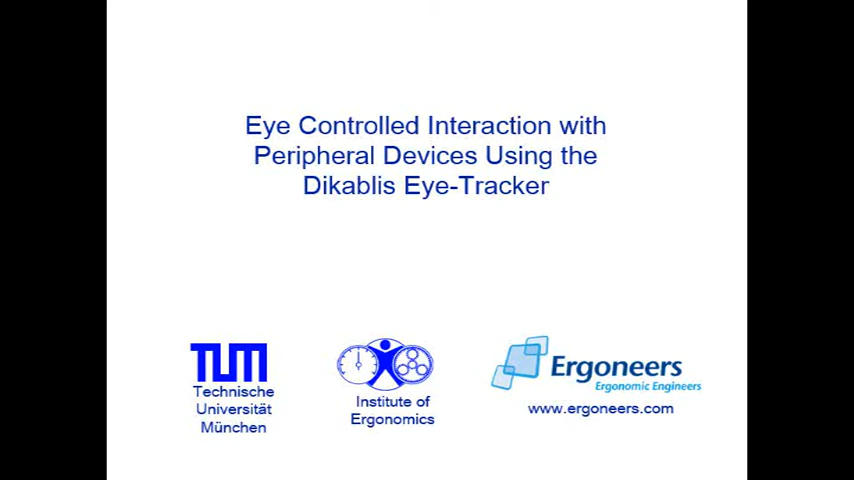 Eye Controlled Interaction with
Peripheral Devices Using the
Dikablis Eye-Tracker
TUM
Technische
Universität
München
Institute of
Ergonomics
Ergoneers
Ergonomic Engineers
www.ergoneers.com